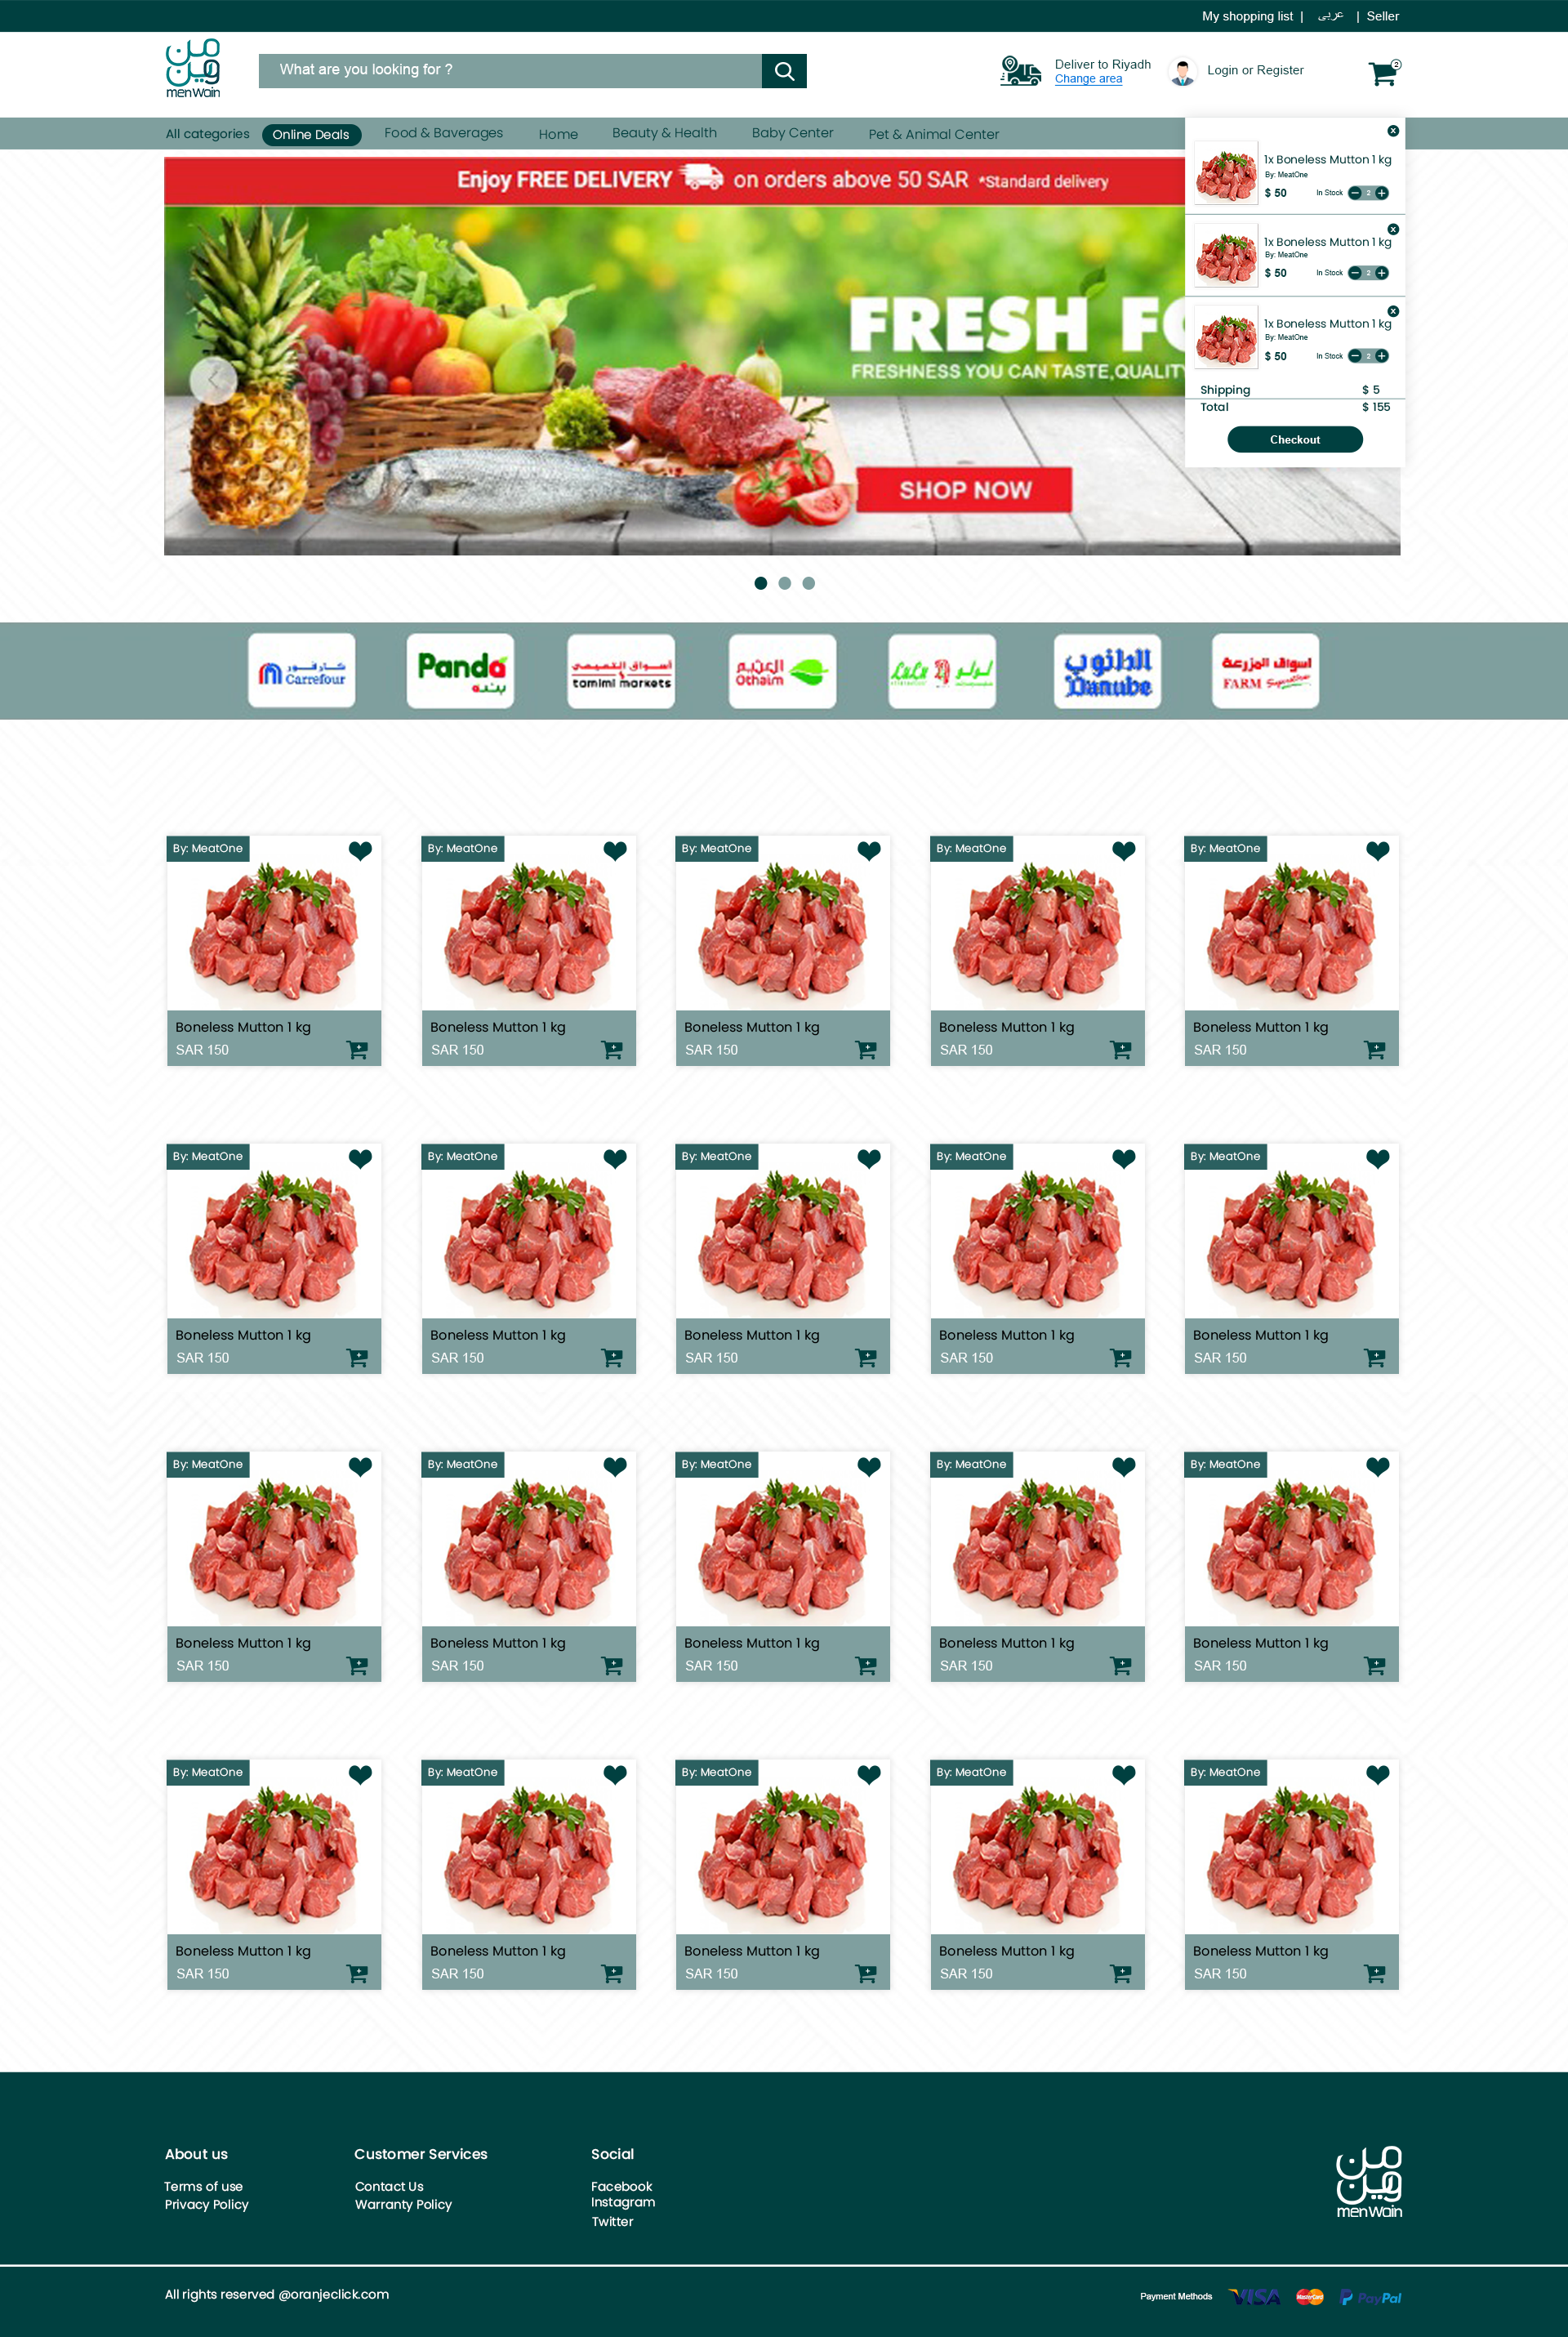 My shopping list | عربى | Seller
من
وين
menWain
What are you looking for ?
Deliver to Riyadh
Change area
Login or Register
2
All categories
Online Deals
Food & Baverages
Home
Beauty & Health
Baby Center
Pet & Animal Center
Enjoy FREE DELIVERY on orders above 50 SAR *Standard delivery
FRESH FO
FRESHNESS YOU CAN TASTE,QUALITY
SHOP NOW
1x Boneless Mutton 1 kg
By: MeatOne
$ 50 In Stock 2
1x Boneless Mutton 1 kg
By: MeatOne
$ 50 In Stock 2
1x Boneless Mutton 1 kg
By: MeatOne
$ 50 In Stock 2
Shipping $ 5
Total $ 155
Checkout
كارفور
Carrefour
Panda
بنده
أسواق التميمي
tamimi markets
العثيم
Othaim
LuLu لولو
الدانوب
Danube
اسواق المزرعة
FARM Superstores
By: MeatOne By: MeatOne By: MeatOne By: MeatOne By: MeatOne
Boneless Mutton 1 kg Boneless Mutton 1 kg Boneless Mutton 1 kg Boneless Mutton 1 kg Boneless Mutton 1 kg
SAR 150 SAR 150 SAR 150 SAR 150 SAR 150
By: MeatOne By: MeatOne By: MeatOne By: MeatOne By: MeatOne
Boneless Mutton 1 kg Boneless Mutton 1 kg Boneless Mutton 1 kg Boneless Mutton 1 kg Boneless Mutton 1 kg
SAR 150 SAR 150 SAR 150 SAR 150 SAR 150
By: MeatOne By: MeatOne By: MeatOne By: MeatOne By: MeatOne
Boneless Mutton 1 kg Boneless Mutton 1 kg Boneless Mutton 1 kg Boneless Mutton 1 kg Boneless Mutton 1 kg
SAR 150 SAR 150 SAR 150 SAR 150 SAR 150
By: MeatOne By: MeatOne By: MeatOne By: MeatOne By: MeatOne
Boneless Mutton 1 kg Boneless Mutton 1 kg Boneless Mutton 1 kg Boneless Mutton 1 kg Boneless Mutton 1 kg
SAR 150 SAR 150 SAR 150 SAR 150 SAR 150
About us
Terms of use
Privacy Policy
Customer Services
Contact Us
Warranty Policy
Social
Facebook
Instagram
Twitter
من
وين
menWain
All rights reserved @oranjeclick.com
Payment Methods VISA MasterCard PayPal